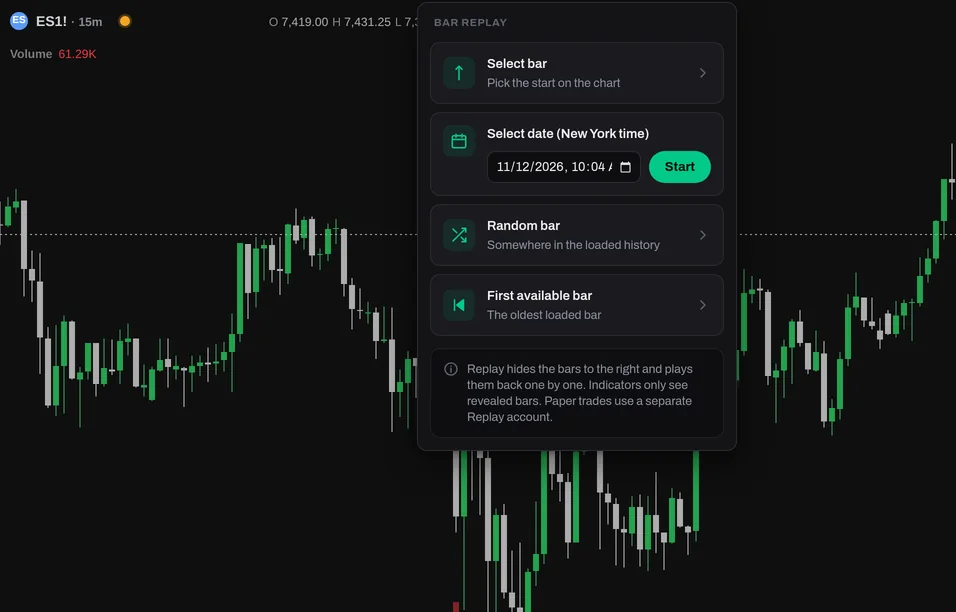 ES ES1! · 15m O 7,419.00 H 7,431.25 L 7,3
Volume 61.29K
BAR REPLAY
Select bar
Pick the start on the chart
Select date (New York time)
11/12/2026, 10:04 Start
Random bar
Somewhere in the loaded history
First available bar
The oldest loaded bar
Replay hides the bars to the right and plays
them back one by one. Indicators only see
revealed bars. Paper trades use a separate
Replay account.